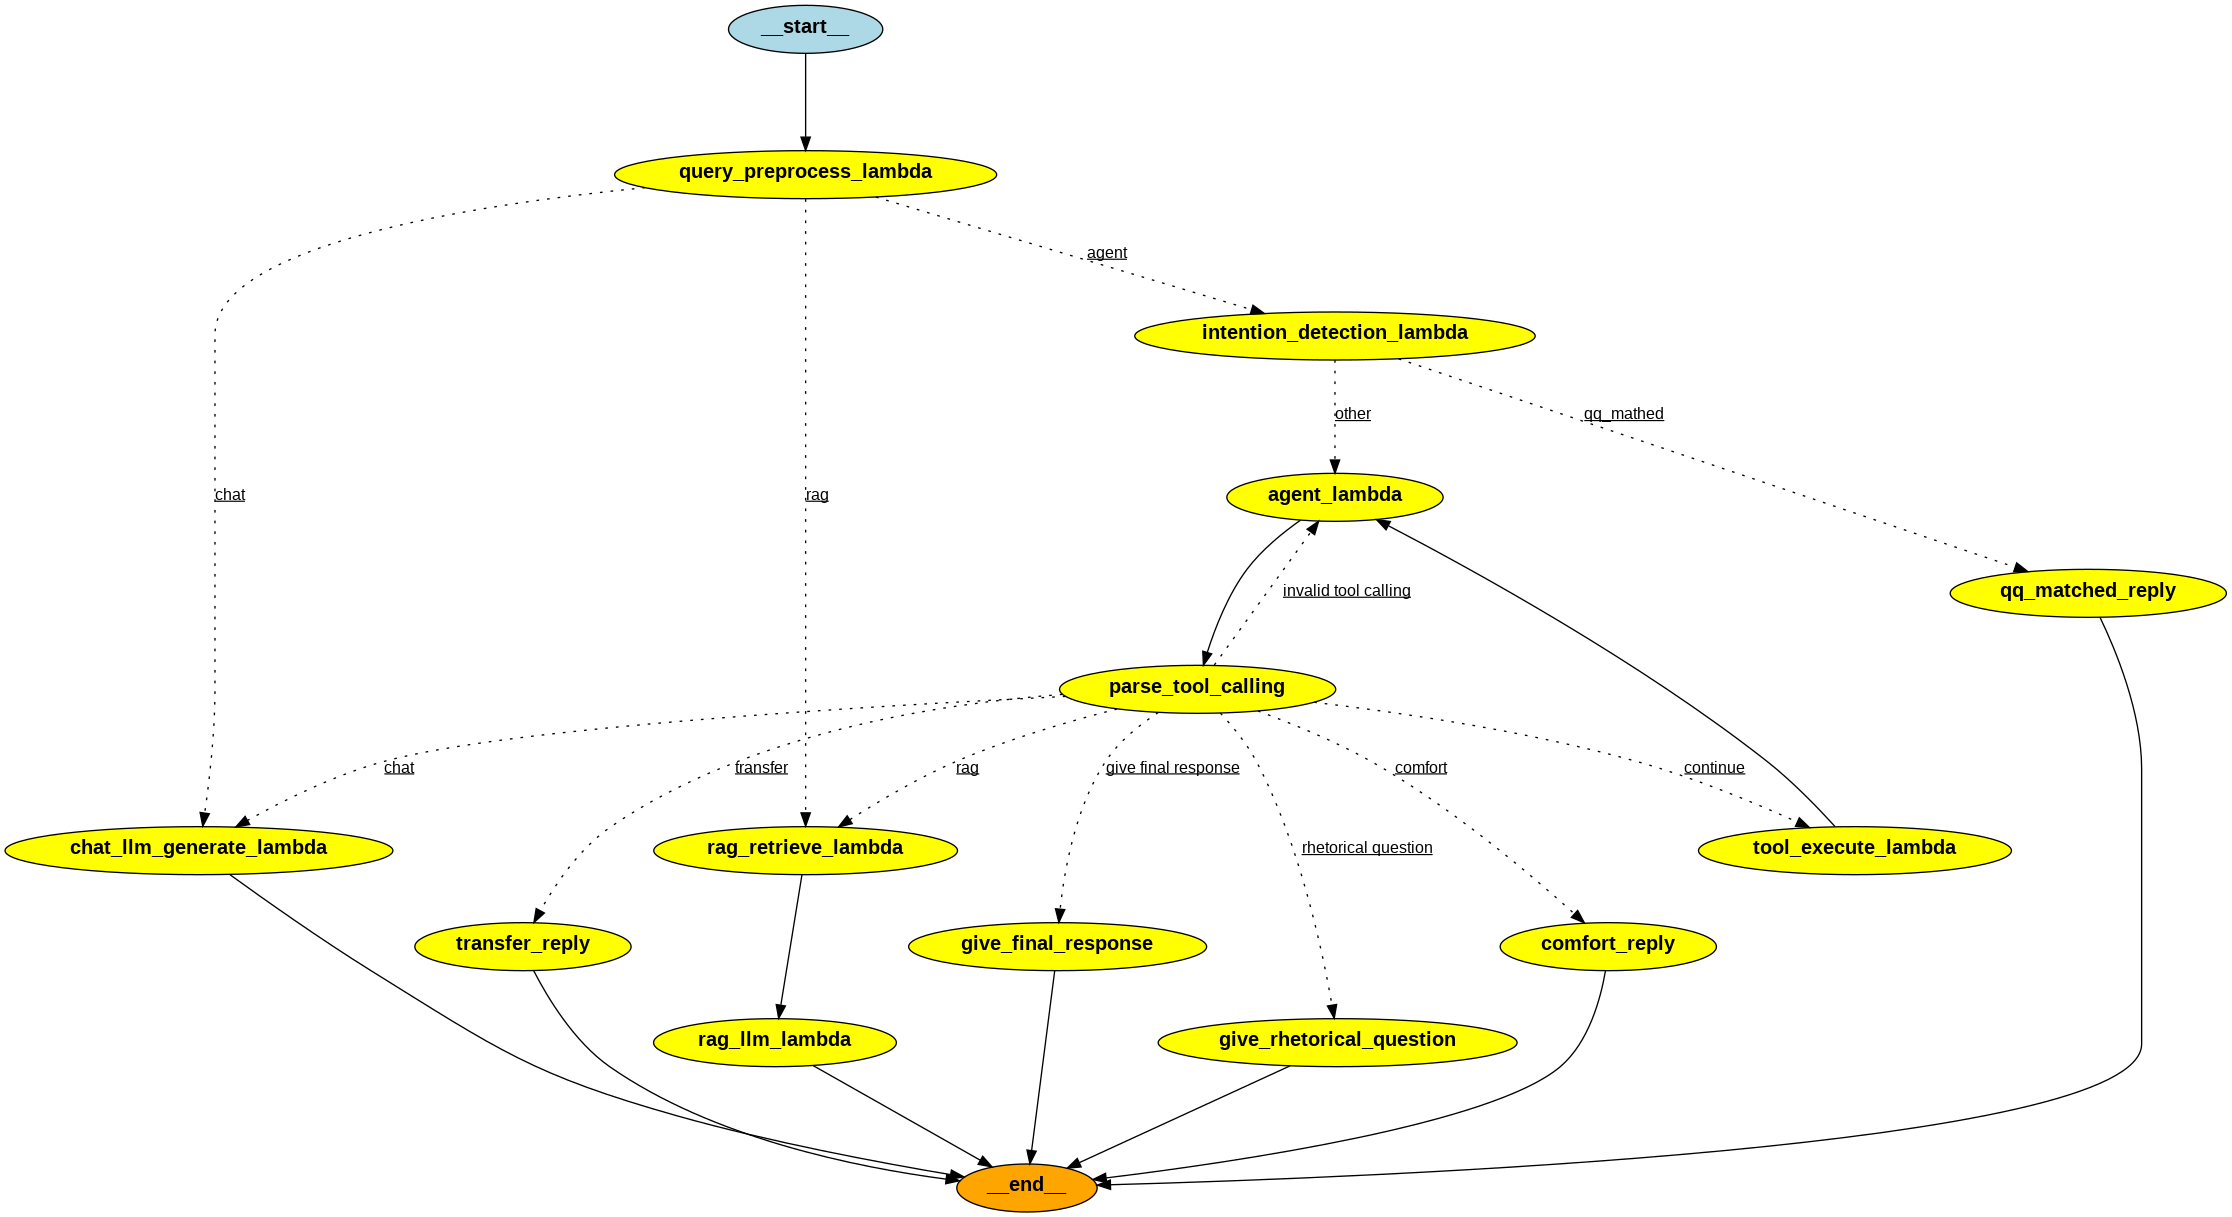 __start__
query_preprocess_lambda
agent
intention_detection_lambda
other
qq_mathed
chat
rag
agent_lambda
invalid tool calling
qq_matched_reply
parse_tool_calling
chat
transfer
rag
give final response
comfort
continue
chat_llm_generate_lambda
rag_retrieve_lambda
rhetorical question
tool_execute_lambda
transfer_reply
give_final_response
comfort_reply
rag_llm_lambda
give_rhetorical_question
__end__